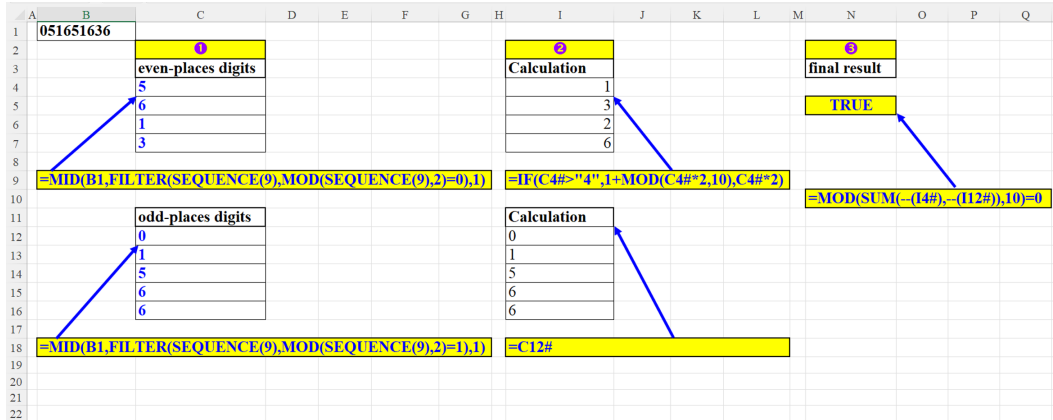 A B C D E F G H I J K L M N O P Q
1 051651636
2 ❶ ❷ ❸
3 even-places digits Calculation final result
4 5 1
5 6 3 TRUE
6 1 2
7 3 6
8
9 =MID(B1,FILTER(SEQUENCE(9),MOD(SEQUENCE(9),2)=0),1) =IF(C4#>"4",1+MOD(C4#*2,10),C4#*2)
10 =MOD(SUM(--(I4#),--(I12#)),10)=0
11 odd-places digits Calculation
12 0 0
13 1 1
14 5 5
15 6 6
16 6 6
17
18 =MID(B1,FILTER(SEQUENCE(9),MOD(SEQUENCE(9),2)=1),1) =C12#
19
20
21
22